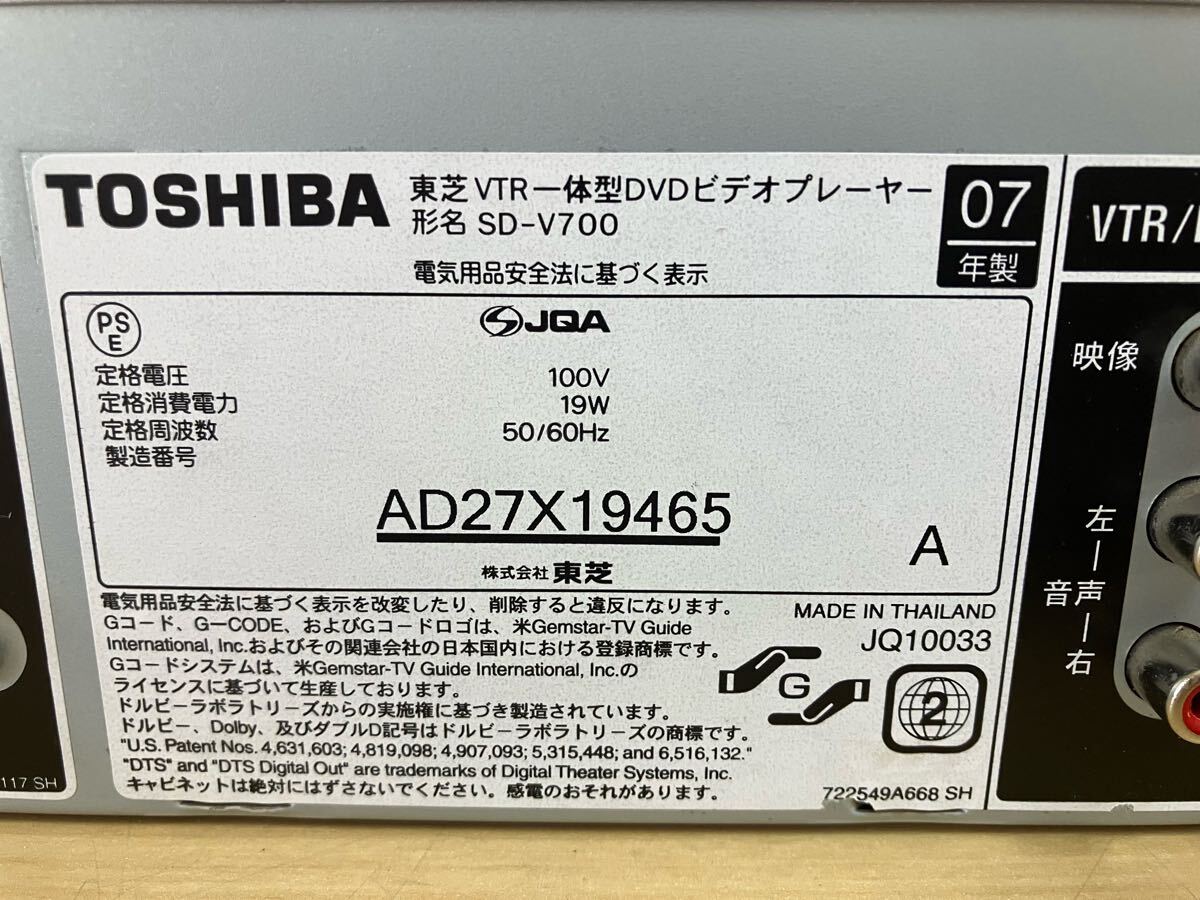 TOSHIBA 東芝VTR一体型DVDビデオプレーヤー
形名 SD-V700
07
年製
電気用品安全法に基づく表示
PS
E
JQA
定格電圧 100V
定格消費電力 19W
定格周波数 50/60Hz
製造番号
AD27X19465
A
株式会社 東芝
電気用品安全法に基づく表示を改変したり、削除すると違反になります。
Gコード、G-CODE、およびGコードロゴは、米Gemstar-TV Guide
International, Inc.およびその関連会社の日本国内における登録商標です。
Gコードシステムは、米Gemstar-TV Guide International, Inc.の
ライセンスに基づいて生産しております。
ドルビーラボラトリーズからの実施権に基づき製造されています。
ドルビー、Dolby、及びダブルD記号はドルビーラボラトリーズの商標です。
"U.S. Patent Nos. 4,631,603; 4,819,098; 4,907,093; 5,315,448; and 6,516,132."
"DTS" and "DTS Digital Out" are trademarks of Digital Theater Systems, Inc.
キャビネットは絶対にはずさないでください。感電のおそれがあります。
MADE IN THAILAND
JQ10033
G
2
722549A668 SH
117 SH
VTR/
映像
左
音声
右